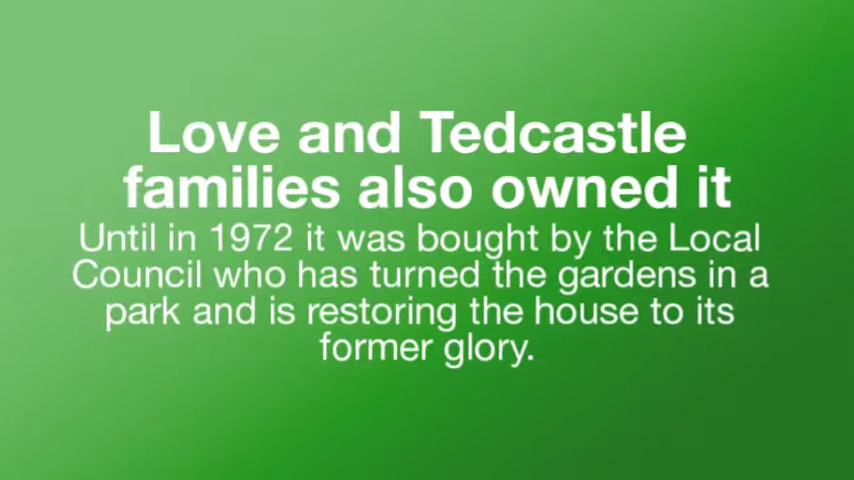 Love and Tedcastle
families also owned it
Until in 1972 it was bought by the Local
Council who has turned the gardens in a
park and is restoring the house to its
former glory.